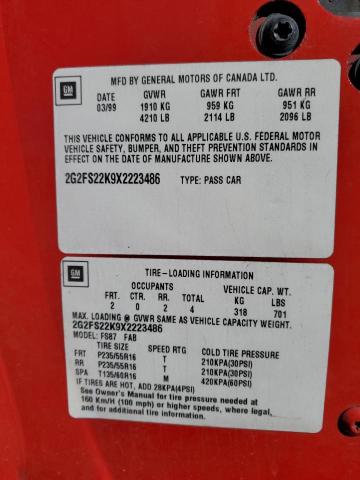 GM
MFD BY GENERAL MOTORS OF CANADA LTD.
DATE GVWR GAWR FRT GAWR RR
03/99 1910 KG 959 KG 951 KG
4210 LB 2114 LB 2096 LB
THIS VEHICLE CONFORMS TO ALL APPLICABLE U.S. FEDERAL MOTOR
VEHICLE SAFETY, BUMPER, AND THEFT PREVENTION STANDARDS IN
EFFECT ON THE DATE OF MANUFACTURE SHOWN ABOVE.
2G2FS22K9X2223486 TYPE: PASS CAR
GM
TIRE-LOADING INFORMATION
OCCUPANTS VEHICLE CAP. WT.
FRT. CTR. RR. TOTAL KG LBS
2 0 2 4 318 701
MAX. LOADING @ GVWR SAME AS VEHICLE CAPACITY WEIGHT.
2G2FS22K9X2223486
MODEL: FS87 FAB
TIRE SIZE SPEED RTG COLD TIRE PRESSURE
FRT P235/55R16 T 210KPA(30PSI)
RR P235/55R16 T 210KPA(30PSI)
SPA T135/60R16 M 420KPA(60PSI)
IF TIRES ARE HOT, ADD 28KPA(4PSI)
See Owner's Manual for tire pressure needed at
160 Km/H (100 mph) or higher speeds, where legal,
and for additional information.